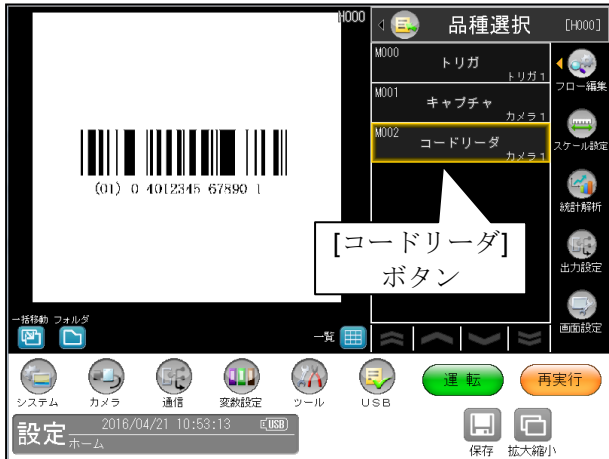 H000
品種選択
[H000]
M000
トリガ
トリガ1
M001
キャプチャ
カメラ1
M002
コードリーダ
カメラ1
フロー編集
スケール設定
統計解析
出力設定
画面設定
(01) 0 4012345 67890 1
[コードリーダ]
ボタン
一括移動 フォルダ
一覧
システム
カメラ
通信
変数設定
ツール
USB
運転
再実行
設定
ホーム
2016/04/21 10:53:13
USB
保存
拡大縮小